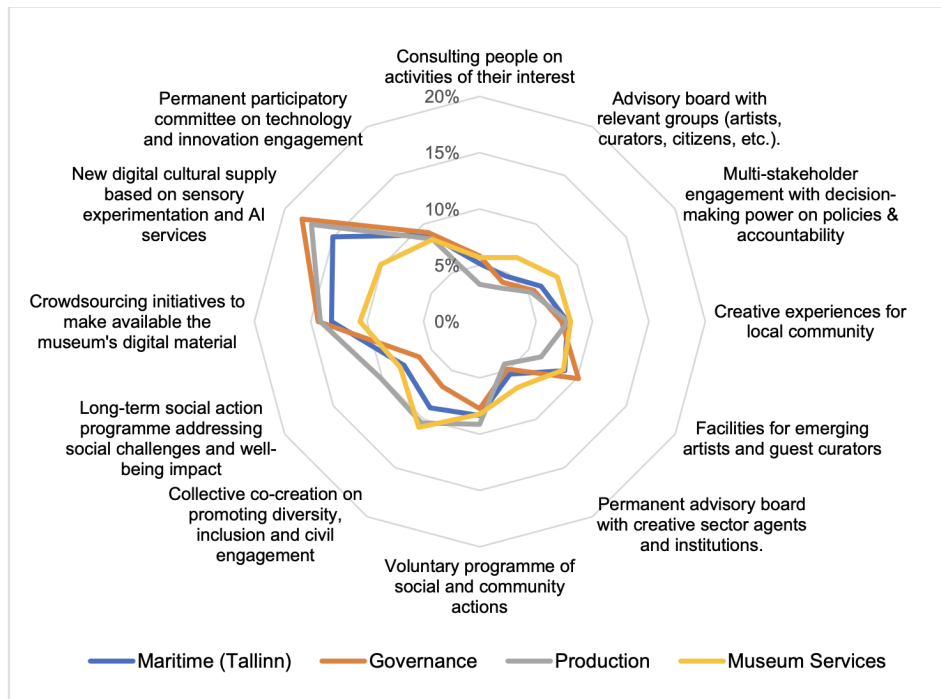 Consulting people on
activities of their interest
20%
15%
10%
5%
0%
Advisory board with
relevant groups (artists,
curators, citizens, etc.).
Multi-stakeholder
engagement with decision-
making power on policies &
accountability
Creative experiences for
local community
Facilities for emerging
artists and guest curators
Permanent advisory board
with creative sector agents
and institutions.
Voluntary programme of
social and community
actions
Collective co-creation on
promoting diversity,
inclusion and civil
engagement
Long-term social action
programme addressing
social challenges and well-
being impact
Crowdsourcing initiatives to
make available the
museum's digital material
New digital cultural supply
based on sensory
experimentation and AI
services
Permanent participatory
committee on technology
and innovation engagement
Maritime (Tallinn)
Governance
Production
Museum Services